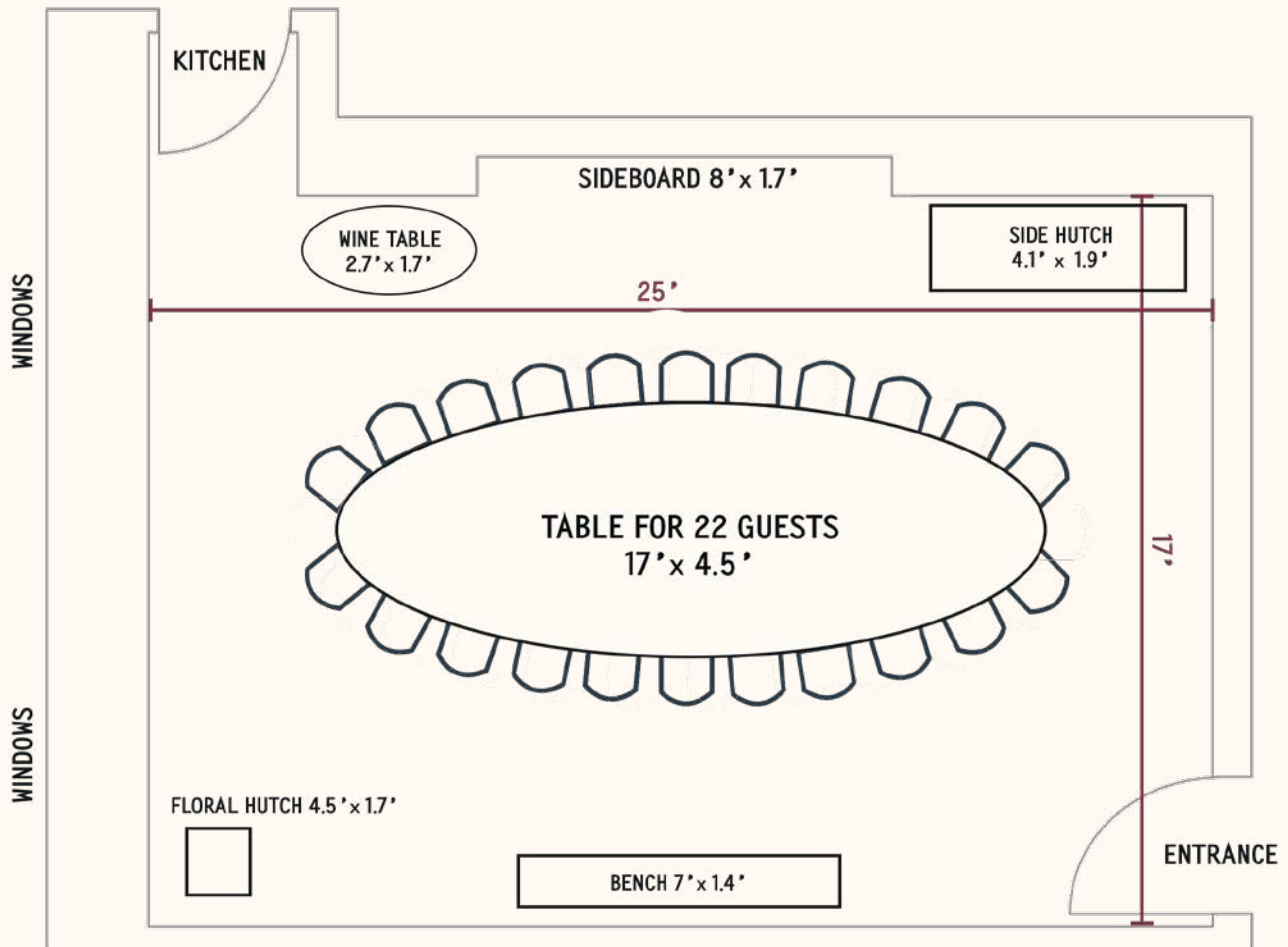 KITCHEN
SIDEBOARD 8' x 1.7'
WINE TABLE
2.7' x 1.7'
SIDE HUTCH
4.1' x 1.9'
25'
WINDOWS
TABLE FOR 22 GUESTS
17' x 4.5'
17'
WINDOWS
FLORAL HUTCH 4.5' x 1.7'
BENCH 7' x 1.4'
ENTRANCE